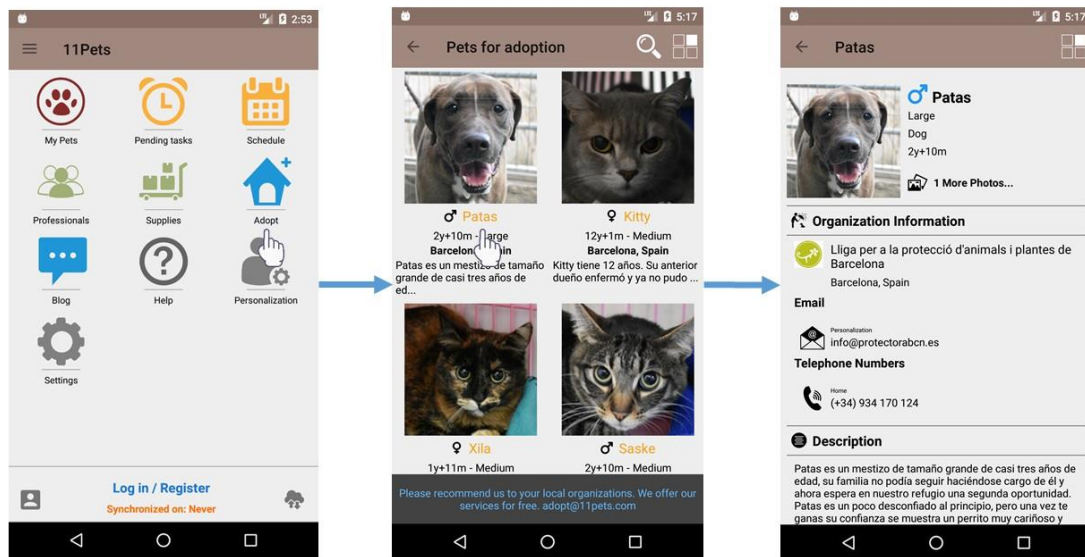 2:53
11Pets
My Pets
Pending tasks
Schedule
Professionals
Supplies
Adopt
Blog
Help
Personalization
Settings
Log in / Register
Synchronized on: Never
5:17
Pets for adoption
Patas
2y+10m - Large
Barcelona, Spain
Patas es un mestizo de tamaño
grande de casi tres años de
ed...
Kitty
12y+1m - Medium
Barcelona, Spain
Kitty tiene 12 años. Su anterior
dueño enfermó y ya no pudo ...
Xila
1y+11m - Medium
Saske
2y+10m - Medium
Please recommend us to your local organizations. We offer our
services for free. adopt@11pets.com
5:17
Patas
Patas
Large
Dog
2y+10m
1 More Photos...
Organization Information
Lliga per a la protecció d'animals i plantes de
Barcelona
Barcelona, Spain
Email
Personalization
info@protectorabcn.es
Telephone Numbers
Home
(+34) 934 170 124
Description
Patas es un mestizo de tamaño grande de casi tres años de
edad, su familia no podía seguir haciéndose cargo de él y
ahora espera en nuestro refugio una segunda oportunidad.
Patas es un poco desconfiado al principio, pero una vez te
ganas su confianza se muestra un perrito muy cariñoso y